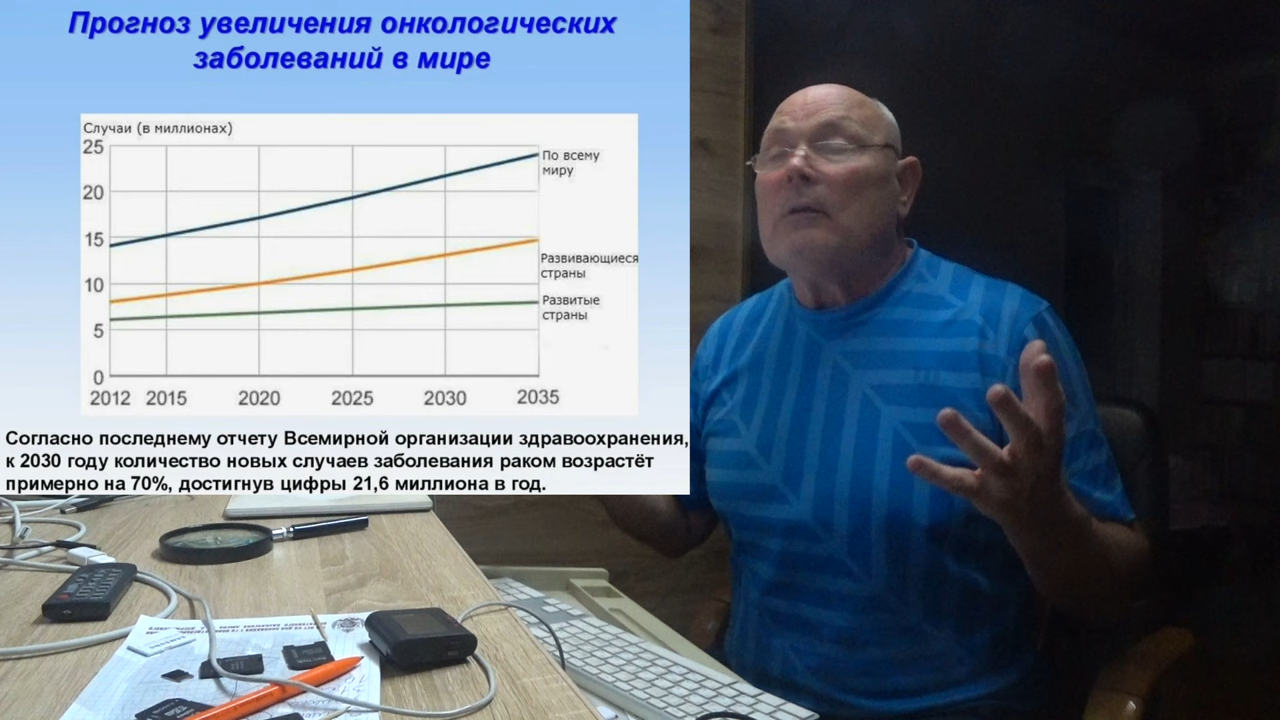 Прогноз увеличения онкологических
заболеваний в мире
Случаи (в миллионах)
25
20
15
10
5
0
2012 2015 2020 2025 2030 2035
По всему
миру
Развивающиеся
страны
Развитые
страны
Согласно последнему отчету Всемирной организации здравоохранения,
к 2030 году количество новых случаев заболевания раком возрастёт
примерно на 70%, достигнув цифры 21,6 миллиона в год.